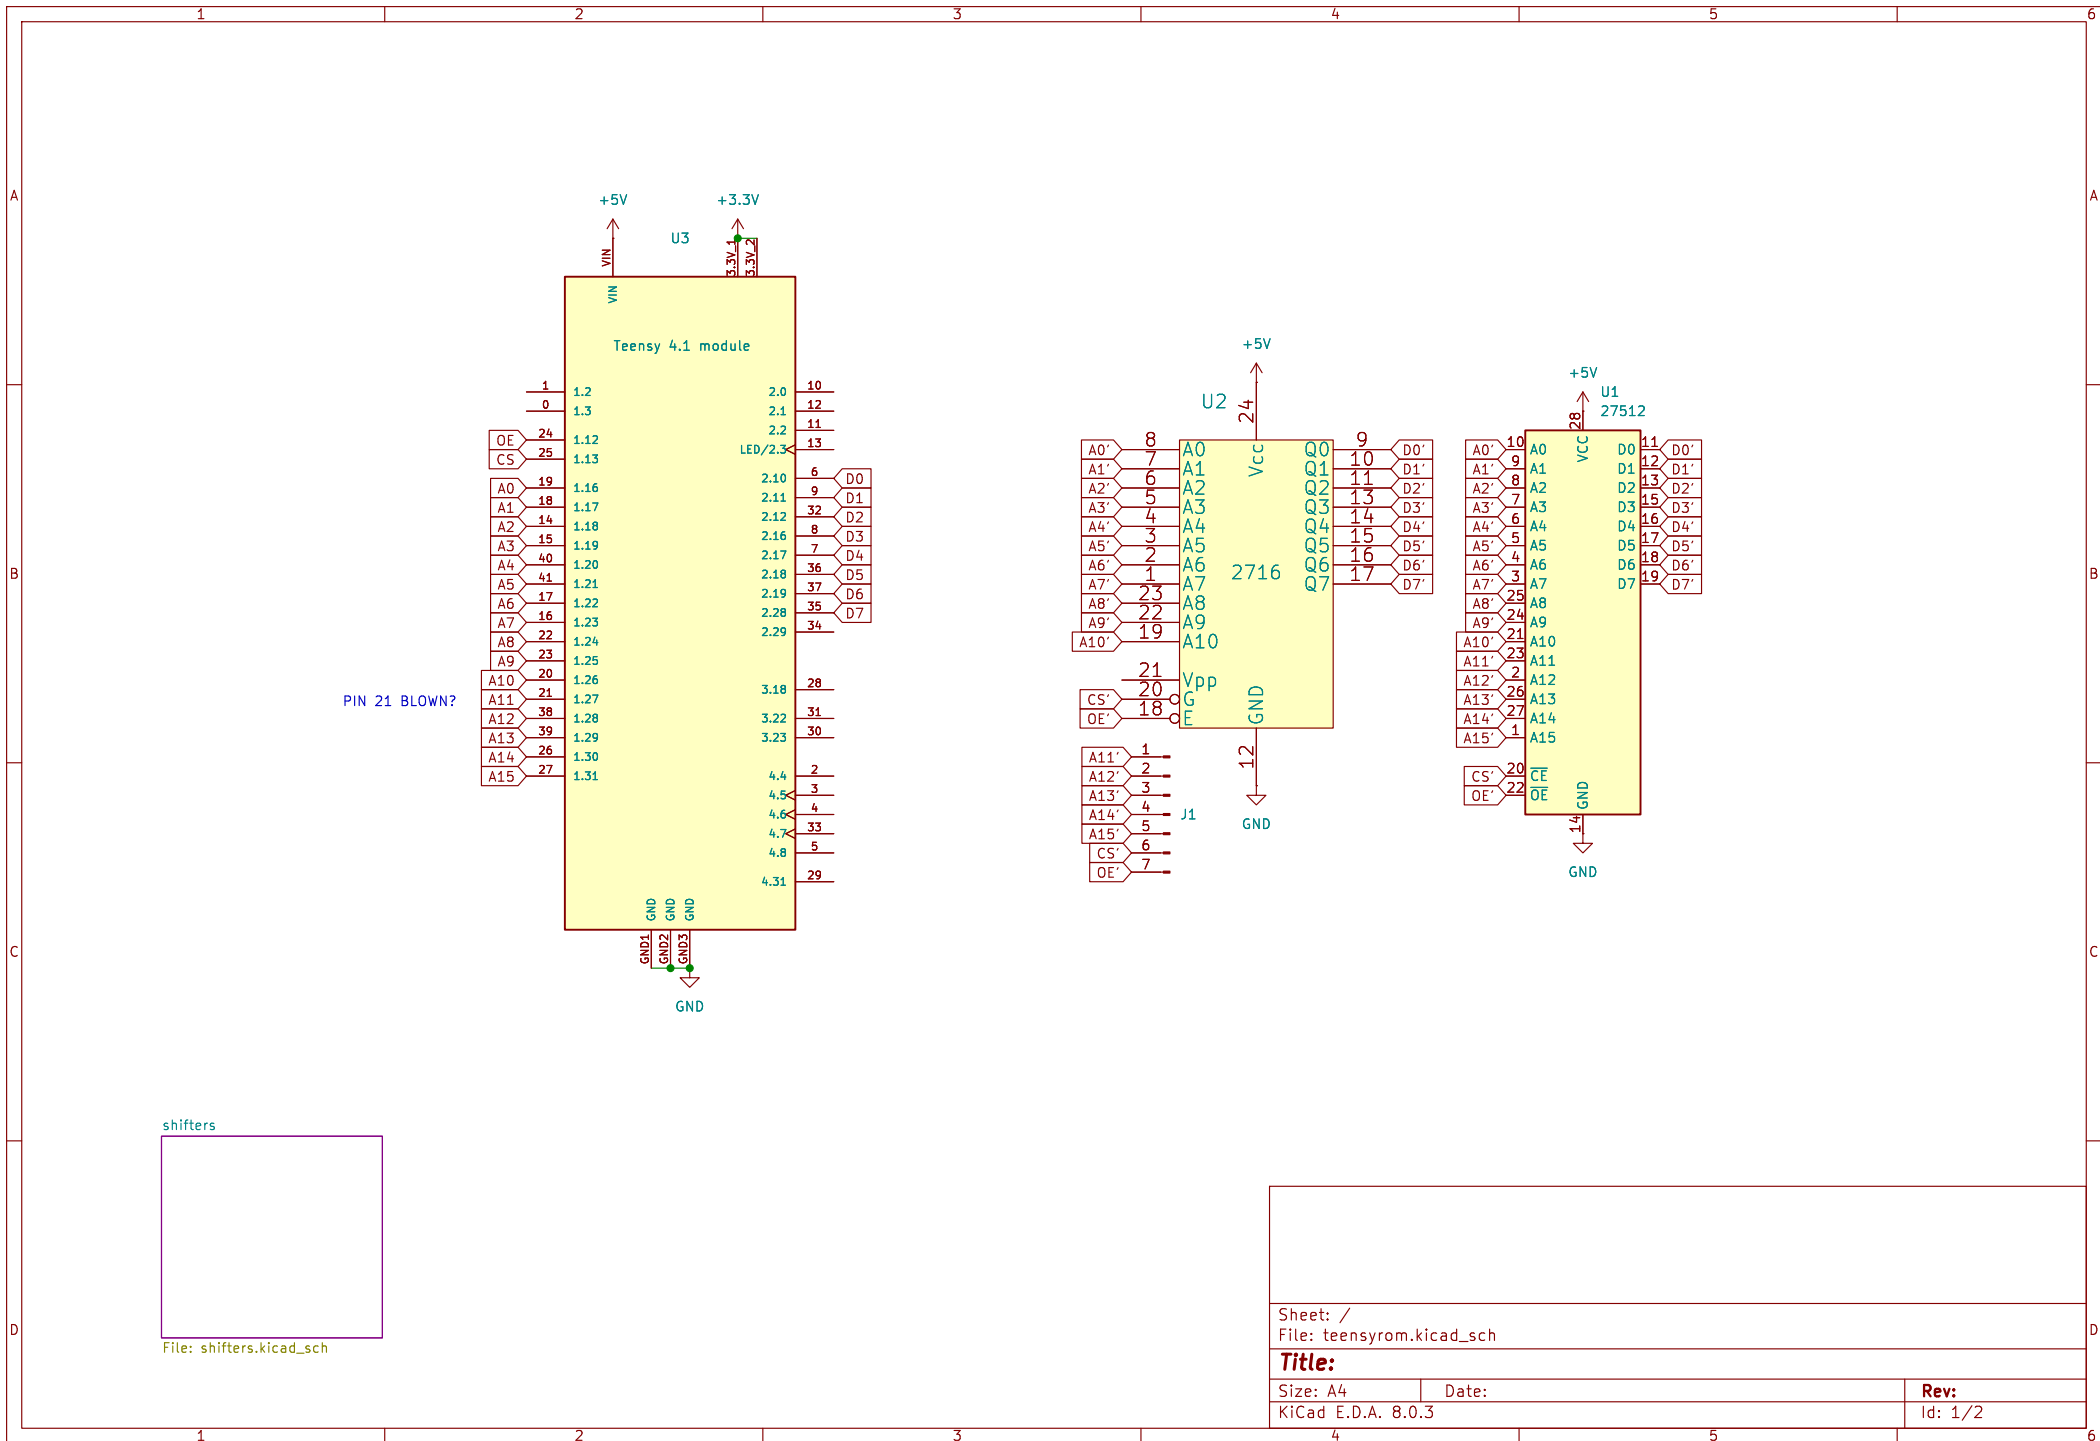 1 2 3 4 5 6
A A
+5V +3.3V
U3
VIN 3.3V_1 3.3V_2
VIN
Teensy 4.1 module
1 1.2 2.0 10
0 1.3 2.1 12
2.2 11
OE 24 1.12
LED/2.3 13
CS 25 1.13
2.10 6 D0
A0 19 1.16
2.11 9 D1
A1 18 1.17
2.12 32 D2
A2 14 1.18
2.16 8 D3
A3 15 1.19
2.17 7 D4
A4 40 1.20
2.18 36 D5
A5 41 1.21
2.19 37 D6
A6 17 1.22
2.28 35 D7
A7 16 1.23
2.29 34
A8 22 1.24
A9 23 1.25
A10 20 1.26
3.18 28
A11 21 1.27
PIN 21 BLOWN?
A12 38 1.28
3.22 31
A13 39 1.29
3.23 30
A14 26 1.30
A15 27 1.31
4.4 2
4.5 3
4.6 4
4.7 33
4.8 5
4.31 29
GND GND GND
GND1 GND2 GND3
GND
+5V
U2
24
Vcc
A0' 8 A0 Q0 9 D0'
A1' 7 A1 Q1 10 D1'
A2' 6 A2 Q2 11 D2'
A3' 5 A3 Q3 13 D3'
A4' 4 A4 Q4 14 D4'
A5' 3 A5 Q5 15 D5'
A6' 2 A6 Q6 16 D6'
A7' 1 A7 Q7 17 D7'
2716
A8' 23 A8
A9' 22 A9
A10' 19 A10
21 Vpp
CS' 20 G
OE' 18 E
GND
12
GND
A11' 1
A12' 2
A13' 3
A14' 4
J1
A15' 5
CS' 6
OE' 7
+5V
U1
27512
28
VCC
A0' 10 A0 D0 11 D0'
A1' 9 A1 D1 12 D1'
A2' 8 A2 D2 13 D2'
A3' 7 A3 D3 15 D3'
A4' 6 A4 D4 16 D4'
A5' 5 A5 D5 17 D5'
A6' 4 A6 D6 18 D6'
A7' 3 A7 D7 19 D7'
A8' 25 A8
A9' 24 A9
A10' 21 A10
A11' 23 A11
A12' 2 A12
A13' 26 A13
A14' 27 A14
A15' 1 A15
CS' 20 CE
OE' 22 OE
GND
14
GND
B B
C C
shifters
File: shifters.kicad_sch
D D
Sheet: /
File: teensyrom.kicad_sch
Title:
Size: A4 Date: Rev:
KiCad E.D.A. 8.0.3 Id: 1/2
1 2 3 4 5 6